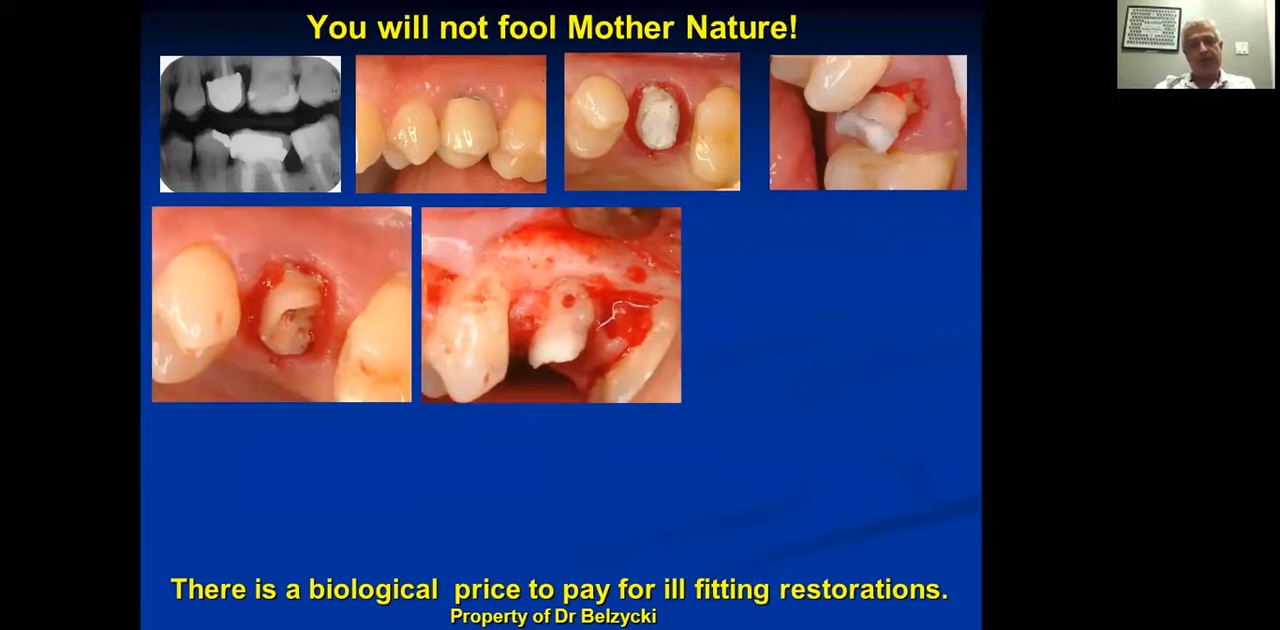 You will not fool Mother Nature!
There is a biological price to pay for ill fitting restorations.
Property of Dr Belzycki